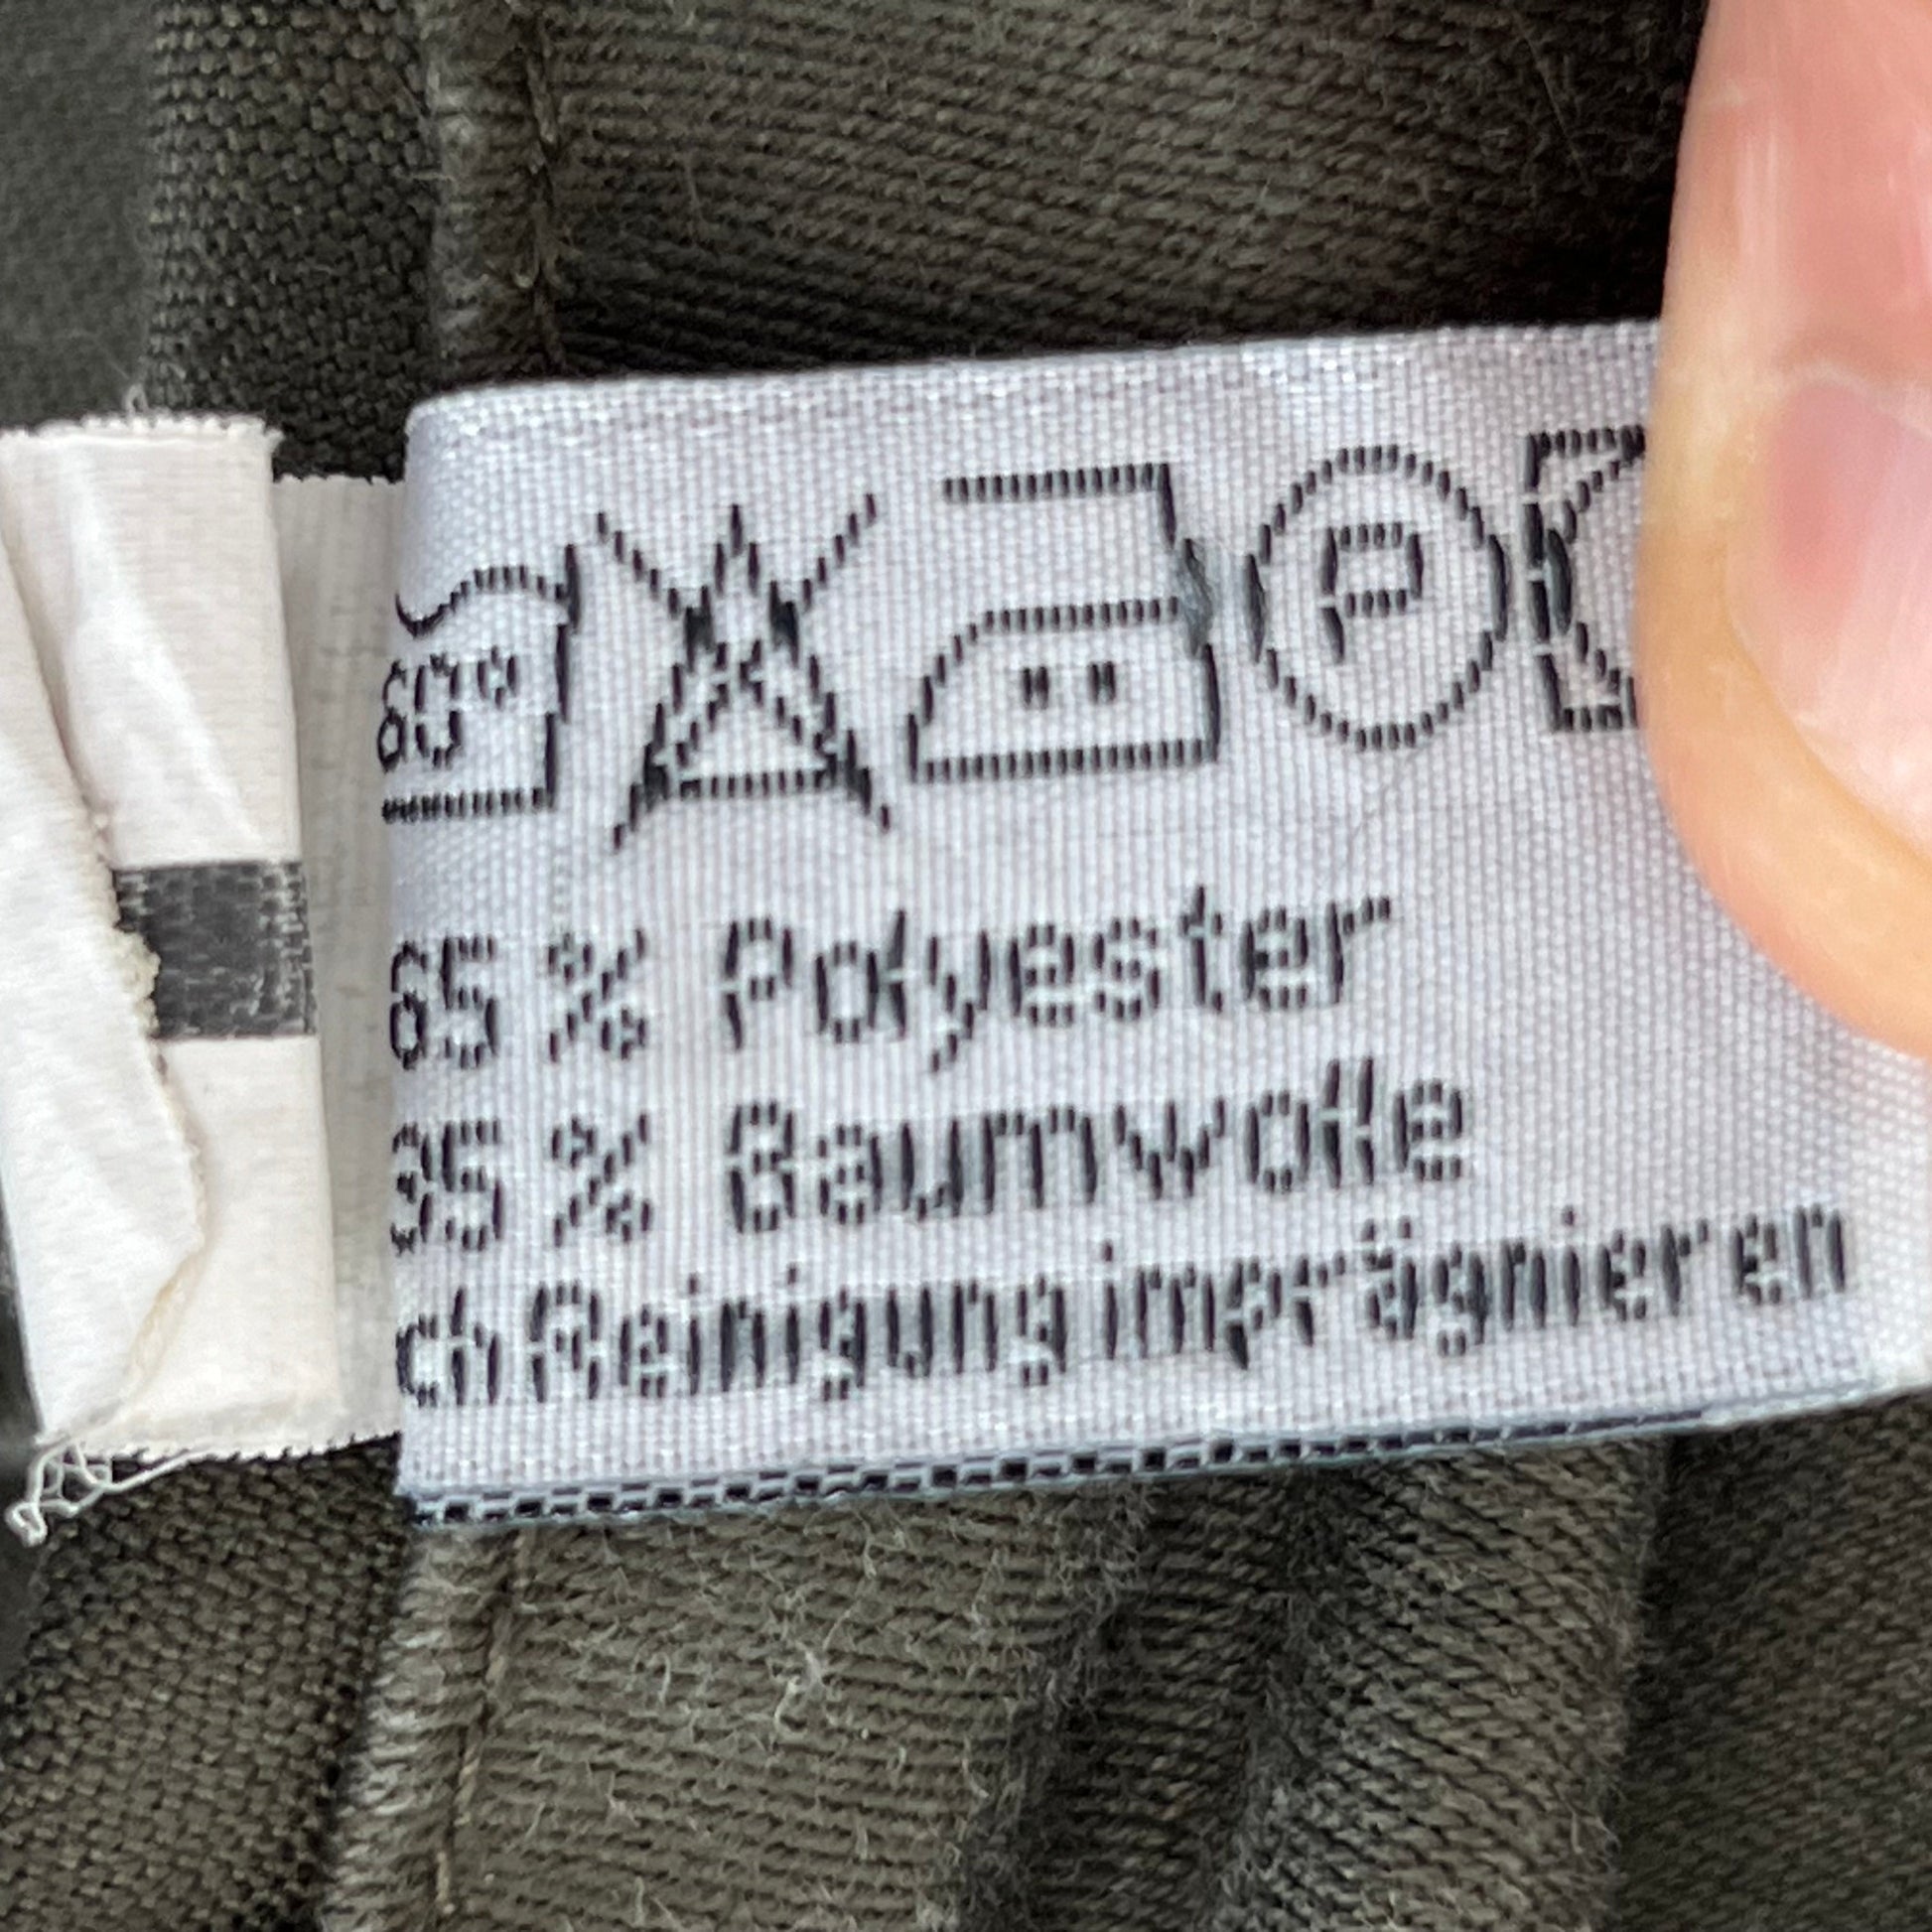 60°
P
65 % Polyester
35 % Baumwolle
ch Reinigung imprägnieren